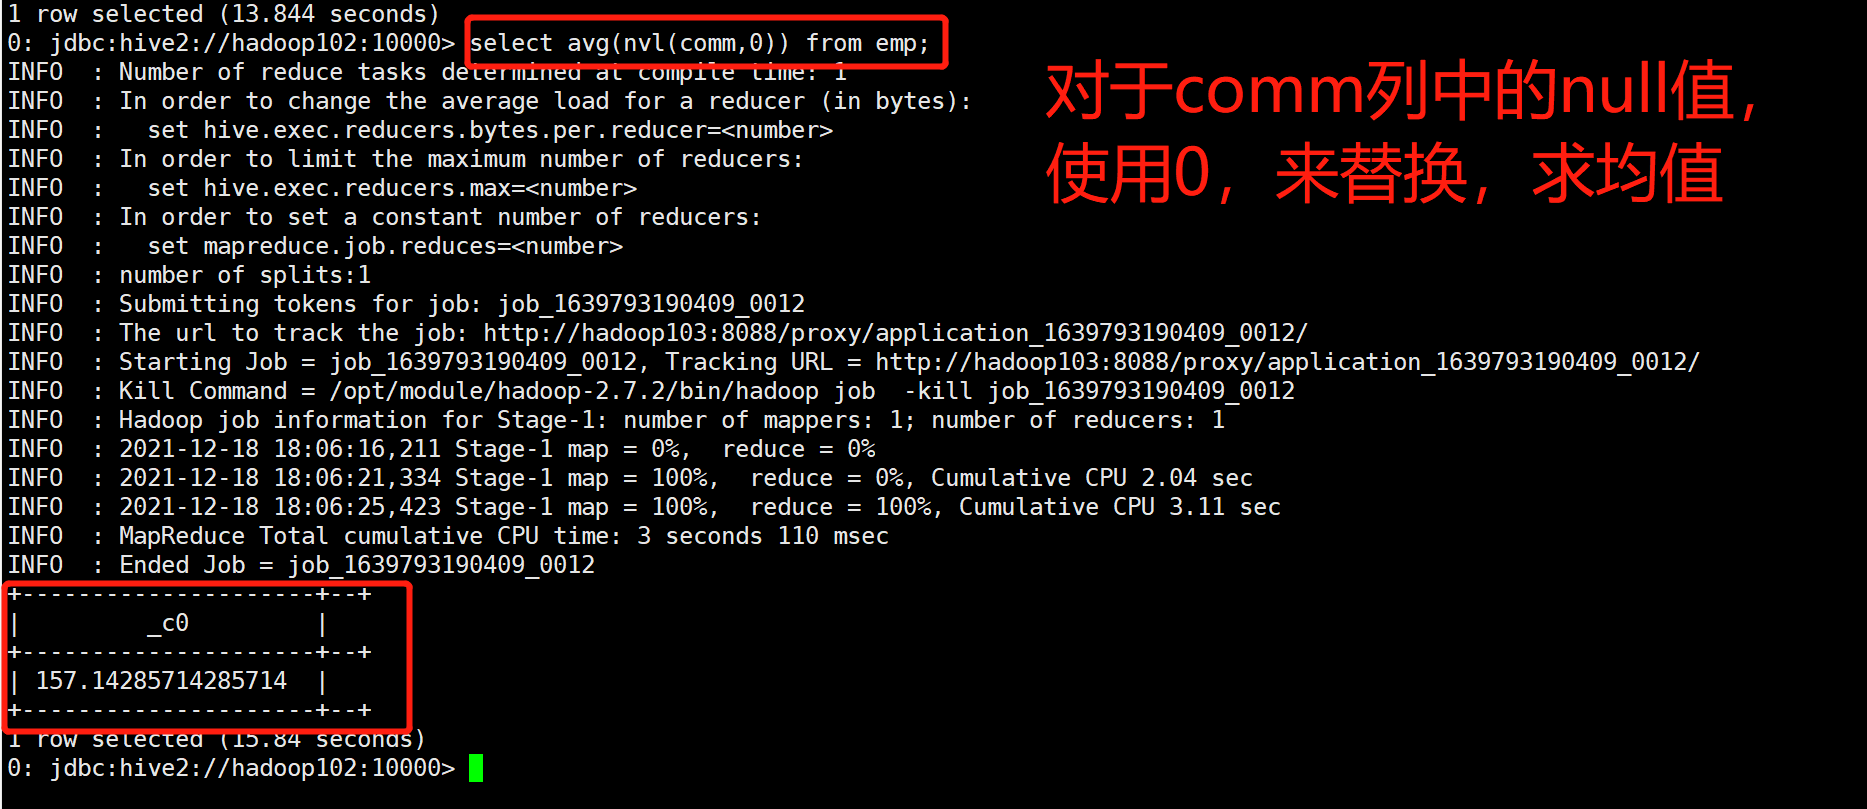 1 row selected (13.844 seconds)
0: jdbc:hive2://hadoop102:10000> select avg(nvl(comm,0)) from emp;
INFO  : Number of reduce tasks determined at compile time: 1
INFO  : In order to change the average load for a reducer (in bytes):
INFO  :   set hive.exec.reducers.bytes.per.reducer=<number>
INFO  : In order to limit the maximum number of reducers:
INFO  :   set hive.exec.reducers.max=<number>
INFO  : In order to set a constant number of reducers:
INFO  :   set mapreduce.job.reduces=<number>
INFO  : number of splits:1
INFO  : Submitting tokens for job: job_1639793190409_0012
INFO  : The url to track the job: http://hadoop103:8088/proxy/application_1639793190409_0012/
INFO  : Starting Job = job_1639793190409_0012, Tracking URL = http://hadoop103:8088/proxy/application_1639793190409_0012/
INFO  : Kill Command = /opt/module/hadoop-2.7.2/bin/hadoop job  -kill job_1639793190409_0012
INFO  : Hadoop job information for Stage-1: number of mappers: 1; number of reducers: 1
INFO  : 2021-12-18 18:06:16,211 Stage-1 map = 0%,  reduce = 0%
INFO  : 2021-12-18 18:06:21,334 Stage-1 map = 100%,  reduce = 0%, Cumulative CPU 2.04 sec
INFO  : 2021-12-18 18:06:25,423 Stage-1 map = 100%,  reduce = 100%, Cumulative CPU 3.11 sec
INFO  : MapReduce Total cumulative CPU time: 3 seconds 110 msec
INFO  : Ended Job = job_1639793190409_0012
+---------------------+--+
|         _c0         |
+---------------------+--+
| 157.14285714285714  |
+---------------------+--+
1 row selected (15.84 seconds)
0: jdbc:hive2://hadoop102:10000>
对于comm列中的null值，
使用0，来替换，求均值